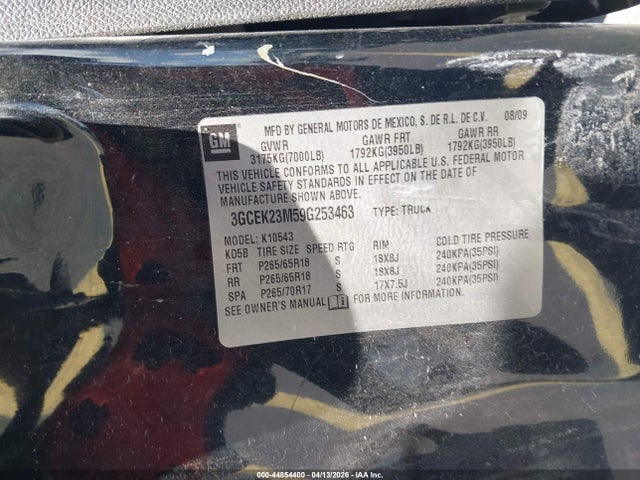 GM
MFD BY GENERAL MOTORS DE MEXICO, S. DE R.L. DE C.V. 08/09
GVWR GAWR FRT GAWR RR
3175KG(7000LB) 1792KG(3950LB) 1792KG(3950LB)
THIS VEHICLE CONFORMS TO ALL APPLICABLE U.S. FEDERAL MOTOR
VEHICLE SAFETY STANDARDS IN EFFECT ON THE DATE OF
MANUFACTURE SHOWN ABOVE.
3GCEK23M59G253463 TYPE: TRUCK
MODEL: K10543
KD5B TIRE SIZE SPEED RTG RIM COLD TIRE PRESSURE
FRT P265/65R18 S 18X8J 240KPA(35PSI)
RR P265/65R18 S 18X8J 240KPA(35PSI)
SPA P265/70R17 S 17X7.5J 240KPA(35PSI)
SEE OWNER'S MANUAL FOR MORE INFORMATION.
000-44854400 - 04/13/2026 - IAA Inc.